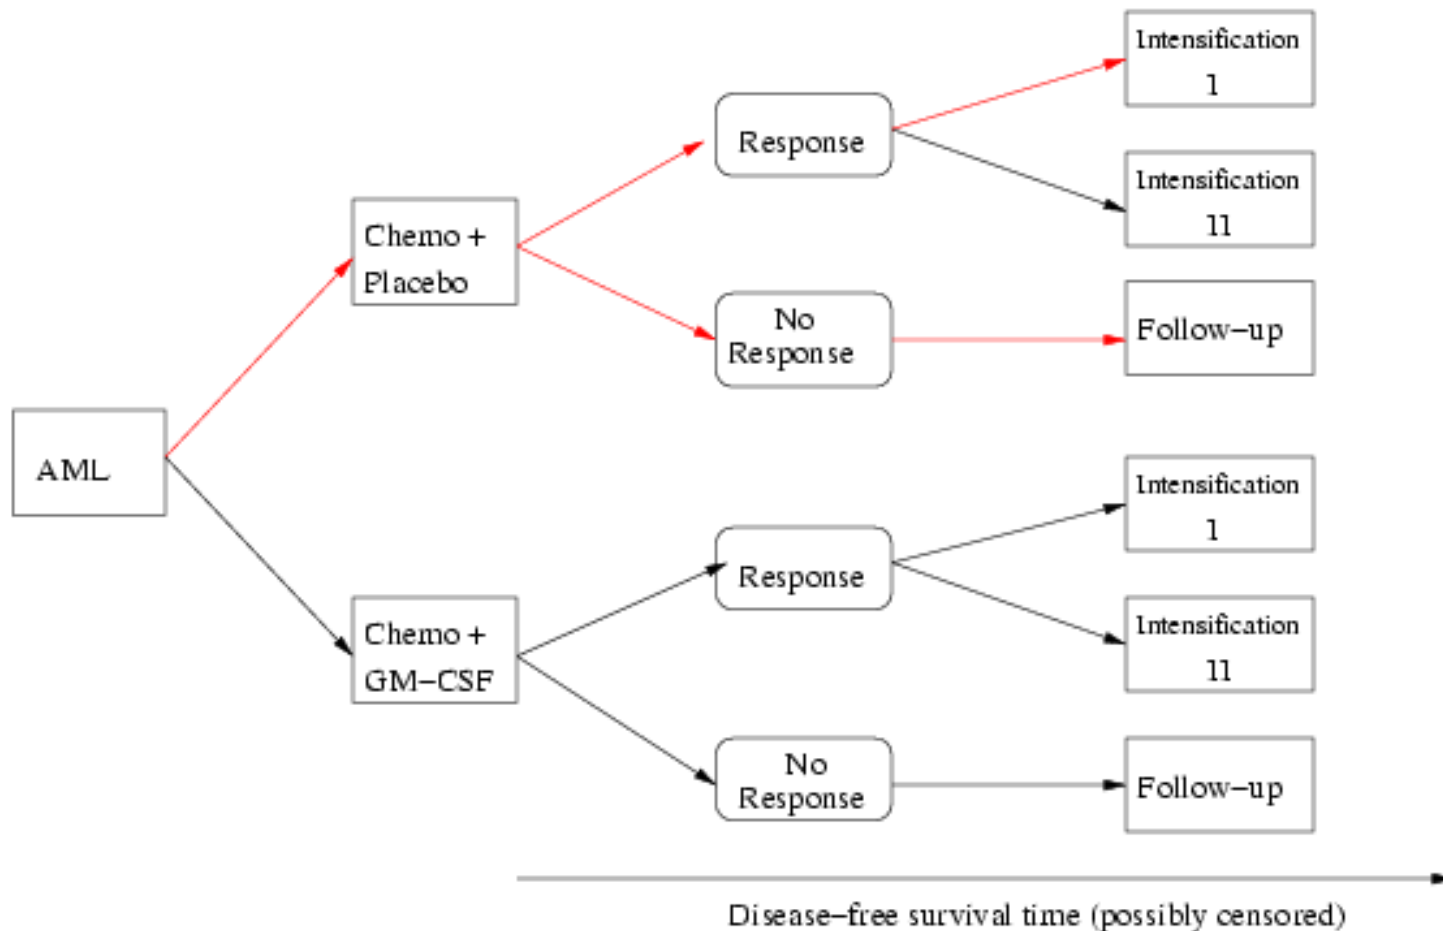 Intensification
1
Response
Intensification
11
Chemo +
Placebo
No
Response
Follow-up
AML
Intensification
1
Response
Intensification
11
Chemo +
GM-CSF
No
Response
Follow-up
Disease-free survival time (possibly censored)